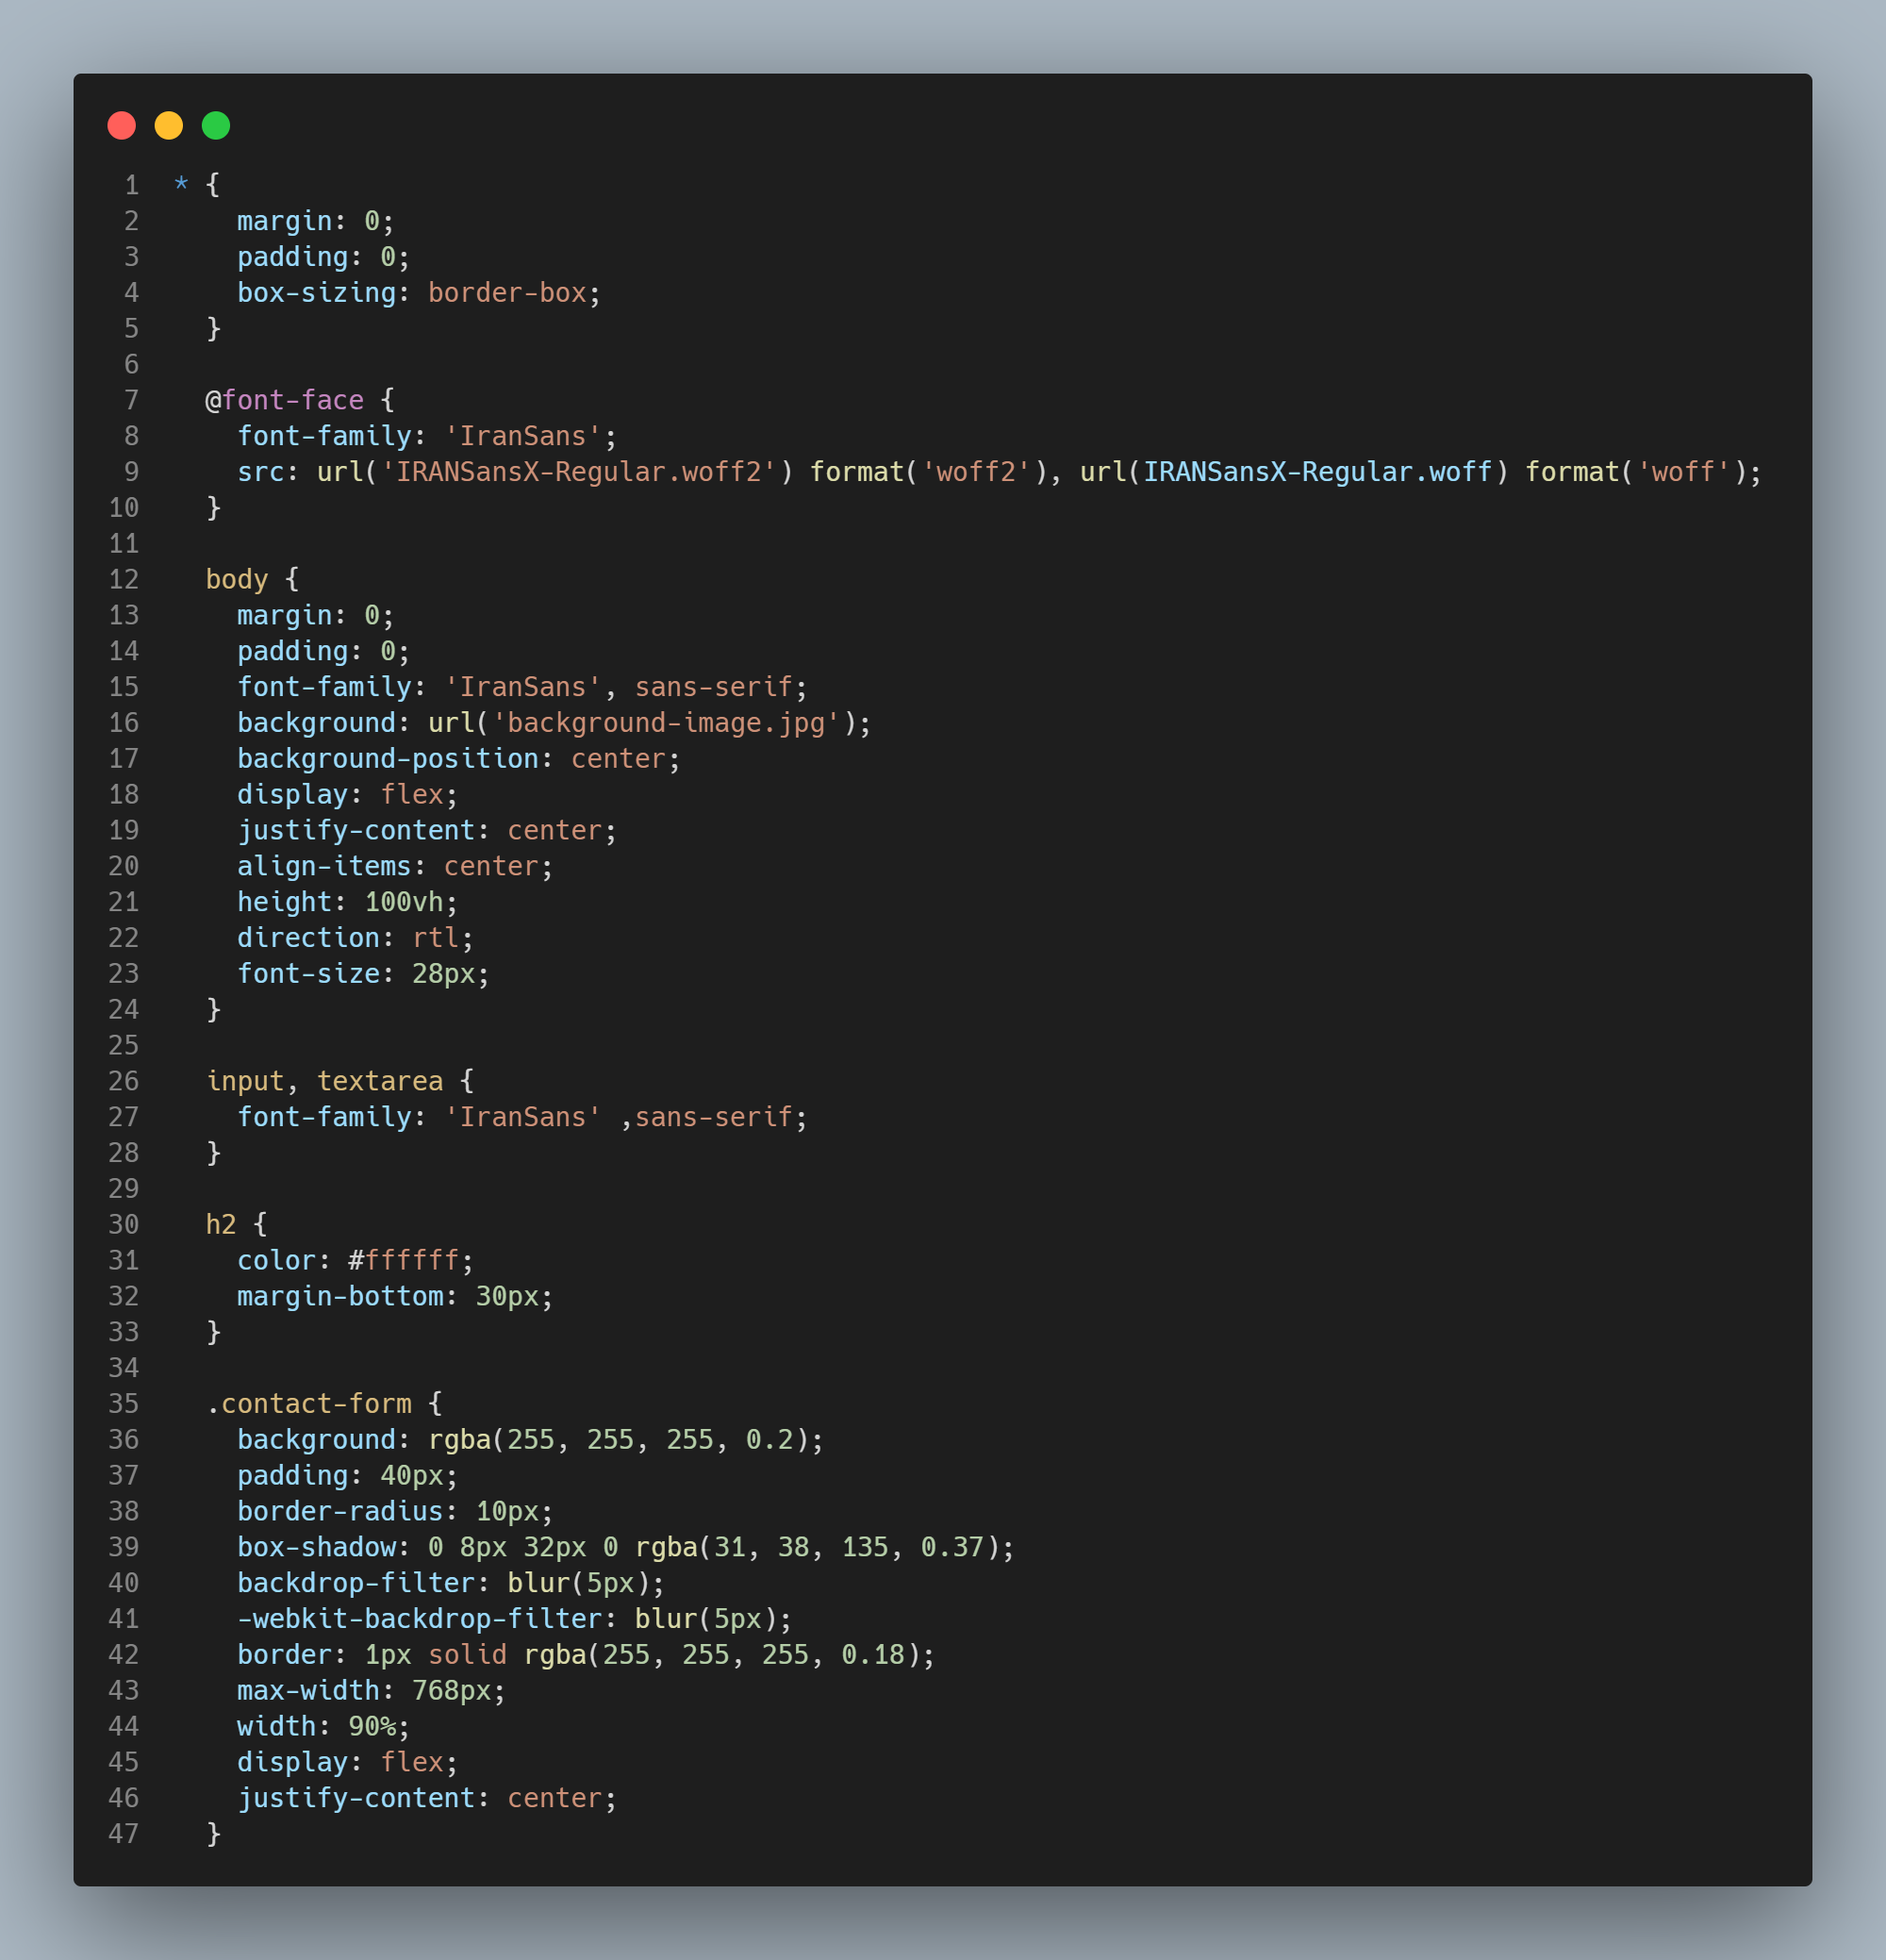 1 * {
2 margin: 0;
3 padding: 0;
4 box-sizing: border-box;
5 }
6
7 @font-face {
8 font-family: 'IranSans';
9 src: url('IRANSansX-Regular.woff2') format('woff2'), url(IRANSansX-Regular.woff) format('woff');
10 }
11
12 body {
13 margin: 0;
14 padding: 0;
15 font-family: 'IranSans', sans-serif;
16 background: url('background-image.jpg');
17 background-position: center;
18 display: flex;
19 justify-content: center;
20 align-items: center;
21 height: 100vh;
22 direction: rtl;
23 font-size: 28px;
24 }
25
26 input, textarea {
27 font-family: 'IranSans' ,sans-serif;
28 }
29
30 h2 {
31 color: #ffffff;
32 margin-bottom: 30px;
33 }
34
35 .contact-form {
36 background: rgba(255, 255, 255, 0.2);
37 padding: 40px;
38 border-radius: 10px;
39 box-shadow: 0 8px 32px 0 rgba(31, 38, 135, 0.37);
40 backdrop-filter: blur(5px);
41 -webkit-backdrop-filter: blur(5px);
42 border: 1px solid rgba(255, 255, 255, 0.18);
43 max-width: 768px;
44 width: 90%;
45 display: flex;
46 justify-content: center;
47 }